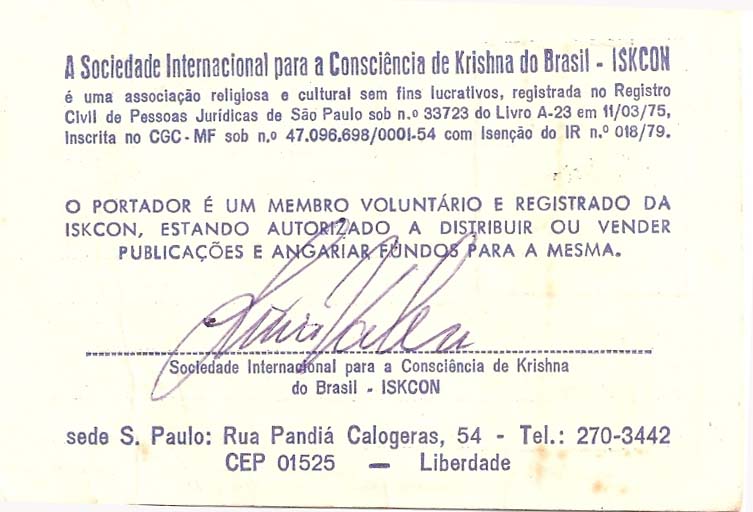 A Sociedade Internacional para a Consciência de Krishna do Brasil - ISKCON
é uma associação religiosa e cultural sem fins lucrativos, registrada no Registro
Civil de Pessoas Jurídicas de São Paulo sob n.º 33723 do Livro A-23 em 11/03/75,
Inscrita no CGC-MF sob n.º 47.096.698/0001-54 com Isenção do IR n.º 018/79.
O PORTADOR É UM MEMBRO VOLUNTÁRIO E REGISTRADO DA
ISKCON, ESTANDO AUTORIZADO A DISTRIBUIR OU VENDER
PUBLICAÇÕES E ANGARIAR FUNDOS PARA A MESMA.
Sociedade Internacional para a Consciência de Krishna
do Brasil - ISKCON
sede S. Paulo: Rua Pandiá Calogeras, 54 - Tel.: 270-3442
CEP 01525 — Liberdade